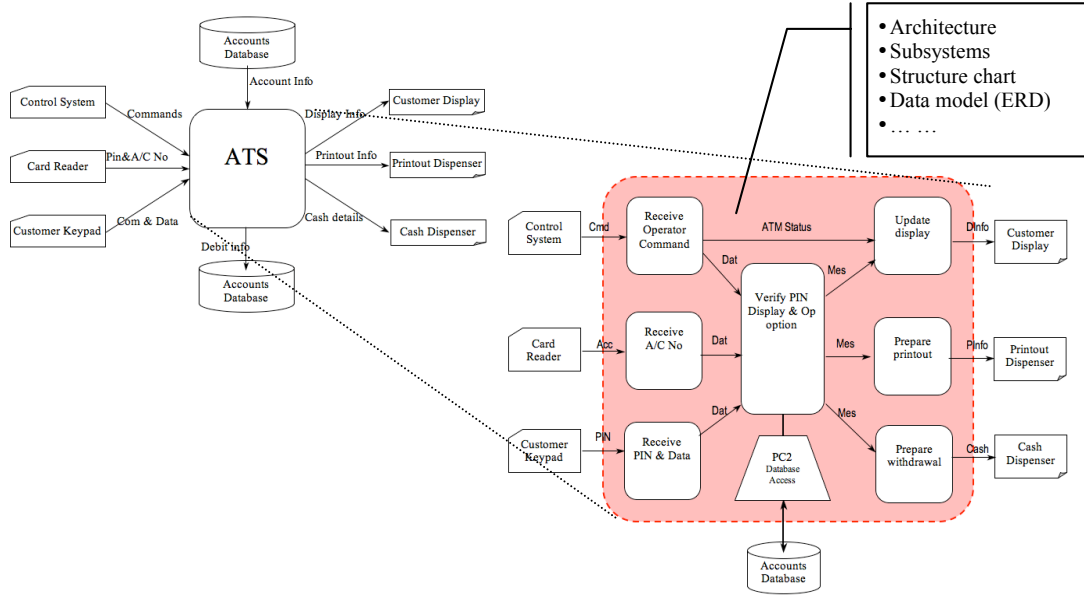 Accounts
Database
Account Info
Control System
Commands
Card Reader
Pin&A/C No
Customer Keypad
Com & Data
ATS
Display Info
Customer Display
Printout Info
Printout Dispenser
Cash details
Cash Dispenser
Debit info
Accounts
Database
• Architecture
• Subsystems
• Structure chart
• Data model (ERD)
• ... ...
Control
System
Cmd
Receive
Operator
Command
ATM Status
Update
display
DInfo
Customer
Display
Dat
Mes
Verify PIN
Display & Op
option
Card
Reader
Acc
Receive
A/C No
Dat
Mes
Prepare
printout
PInfo
Printout
Dispenser
Customer
Keypad
PIN
Receive
PIN & Data
Dat
Mes
Prepare
withdrawal
Cash
Cash
Dispenser
PC2
Database
Access
Accounts
Database